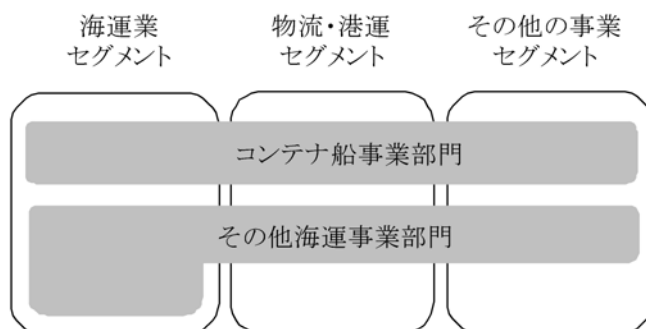 海運業
セグメント
物流・港運
セグメント
その他の事業
セグメント
コンテナ船事業部門
その他海運事業部門